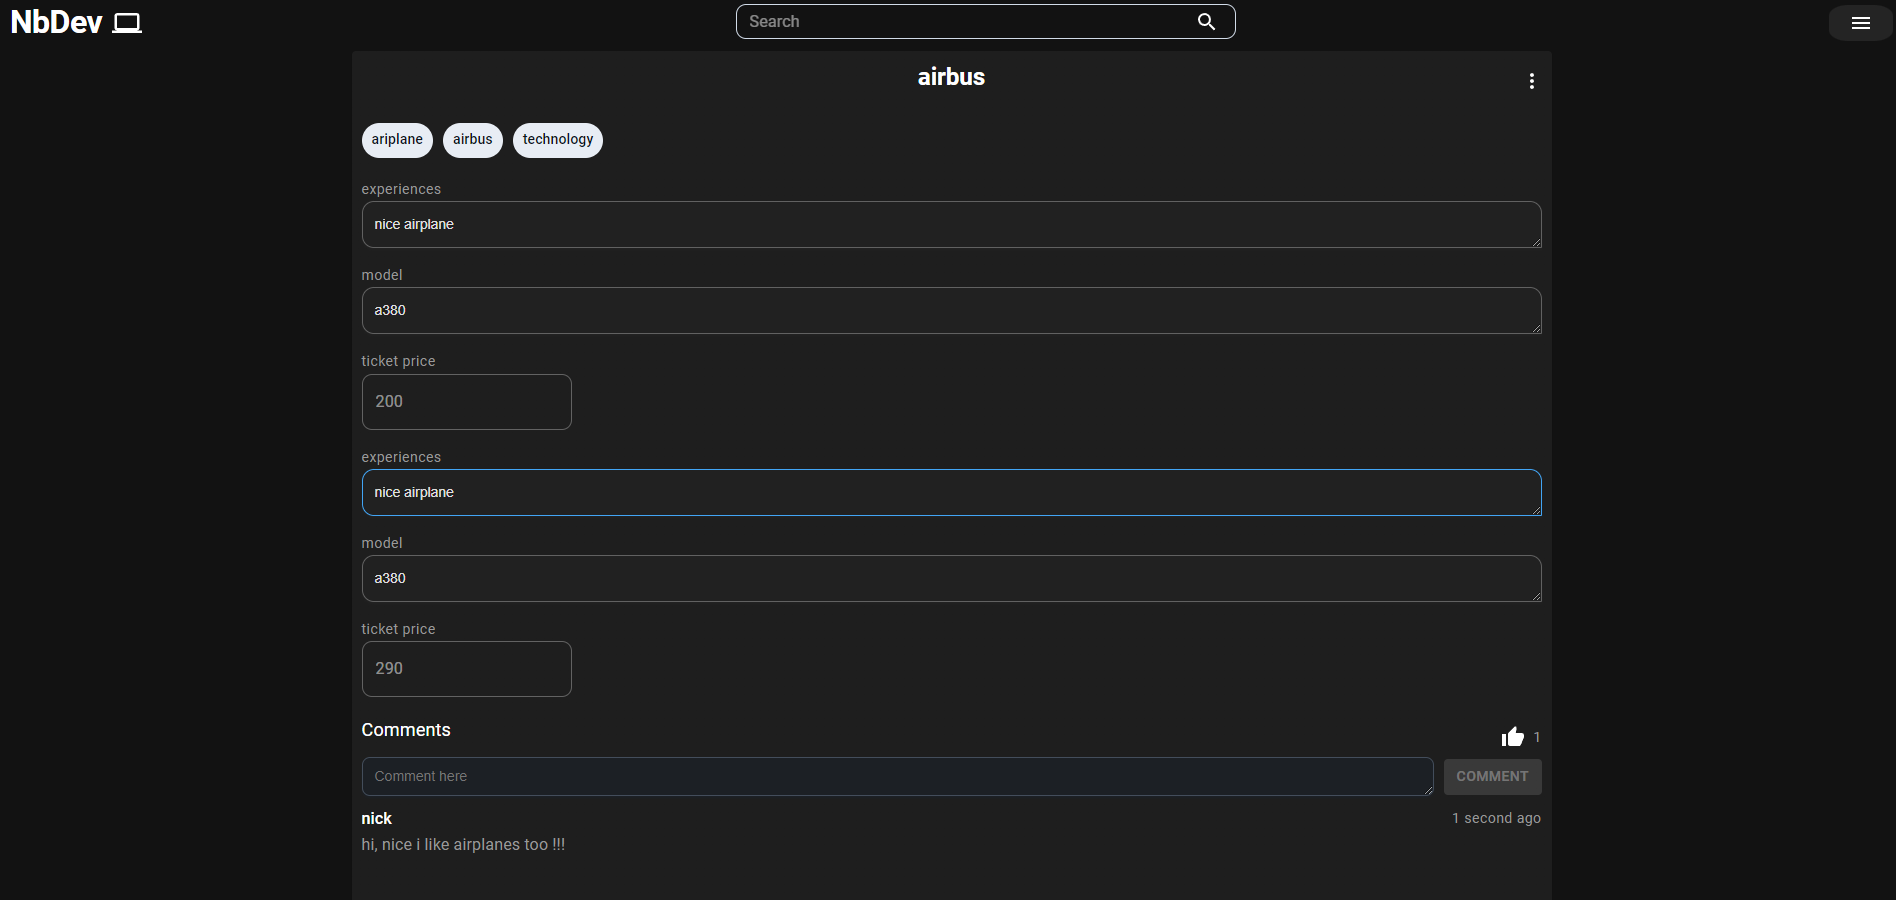 NbDev
Search
airbus
ariplane airbus technology
experiences
nice airplane
model
a380
ticket price
200
experiences
nice airplane
model
a380
ticket price
290
Comments
1
Comment here
COMMENT
nick
1 second ago
hi, nice i like airplanes too !!!